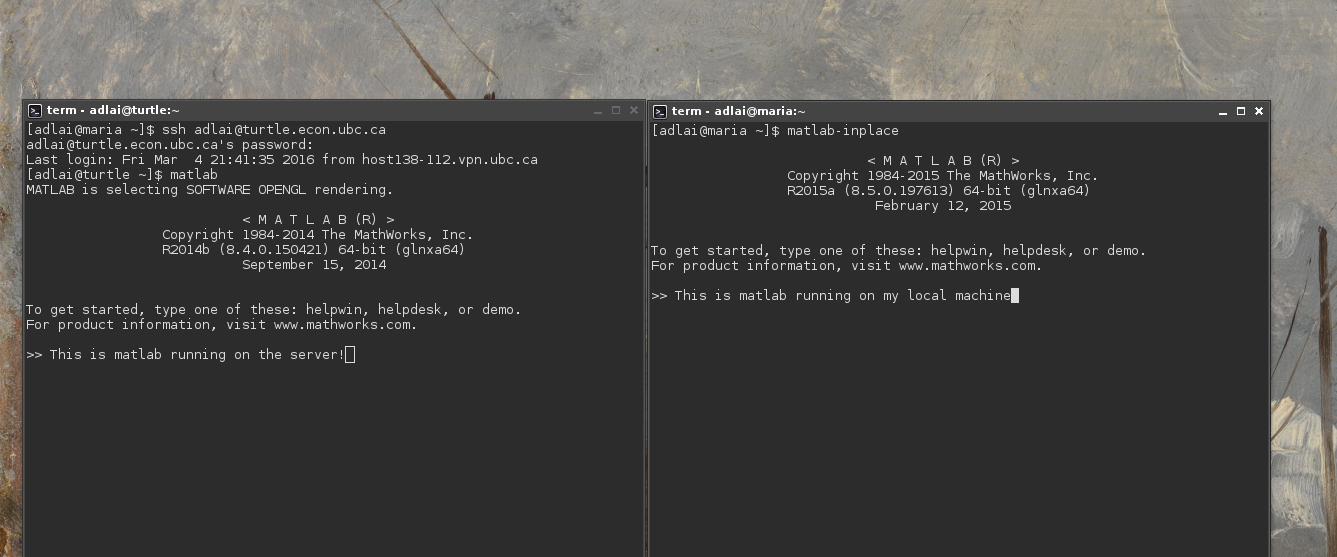 term - adlai@turtle:~
[adlai@maria ~]$ ssh adlai@turtle.econ.ubc.ca
adlai@turtle.econ.ubc.ca's password:
Last login: Fri Mar  4 21:41:35 2016 from host138-112.vpn.ubc.ca
[adlai@turtle ~]$ matlab
MATLAB is selecting SOFTWARE OPENGL rendering.
< M A T L A B (R) >
Copyright 1984-2014 The MathWorks, Inc.
R2014b (8.4.0.150421) 64-bit (glnxa64)
September 15, 2014
To get started, type one of these: helpwin, helpdesk, or demo.
For product information, visit www.mathworks.com.
>> This is matlab running on the server!
term - adlai@maria:~
[adlai@maria ~]$ matlab-inplace
< M A T L A B (R) >
Copyright 1984-2015 The MathWorks, Inc.
R2015a (8.5.0.197613) 64-bit (glnxa64)
February 12, 2015
To get started, type one of these: helpwin, helpdesk, or demo.
For product information, visit www.mathworks.com.
>> This is matlab running on my local machine